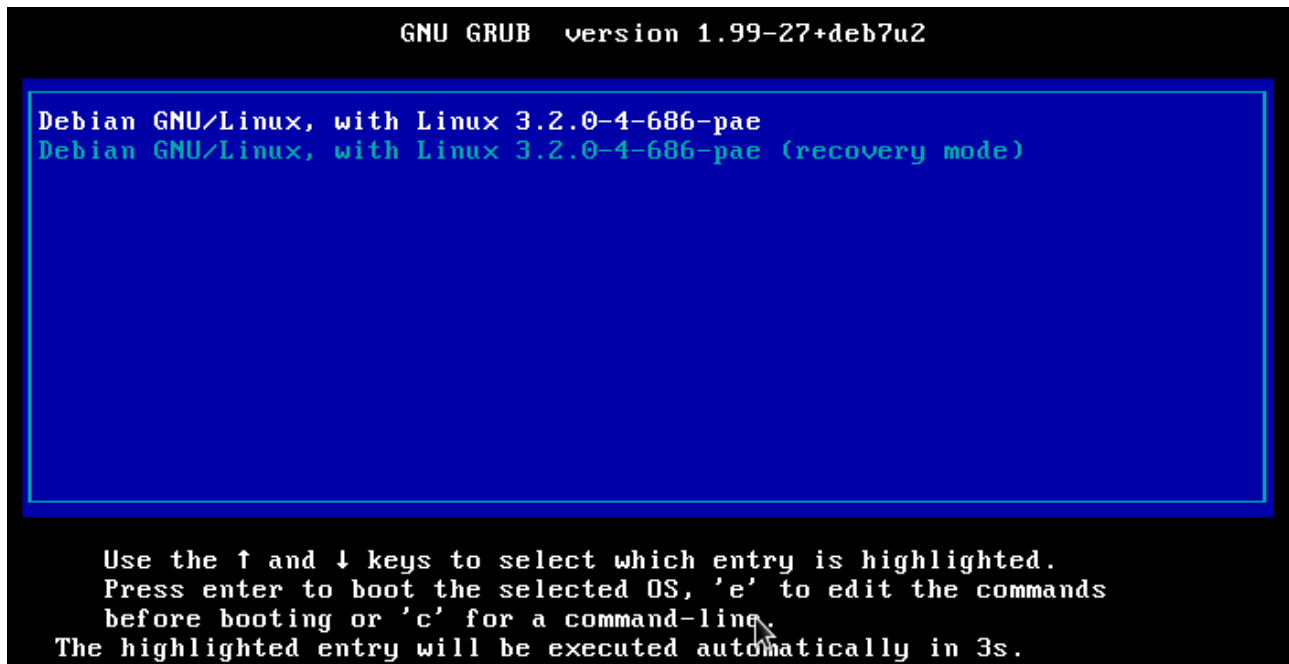 GNU GRUB  version 1.99-27+deb7u2
Debian GNU/Linux, with Linux 3.2.0-4-686-pae
Debian GNU/Linux, with Linux 3.2.0-4-686-pae (recovery mode)
Use the ↑ and ↓ keys to select which entry is highlighted.
Press enter to boot the selected OS, 'e' to edit the commands
before booting or 'c' for a command-line.
The highlighted entry will be executed automatically in 3s.